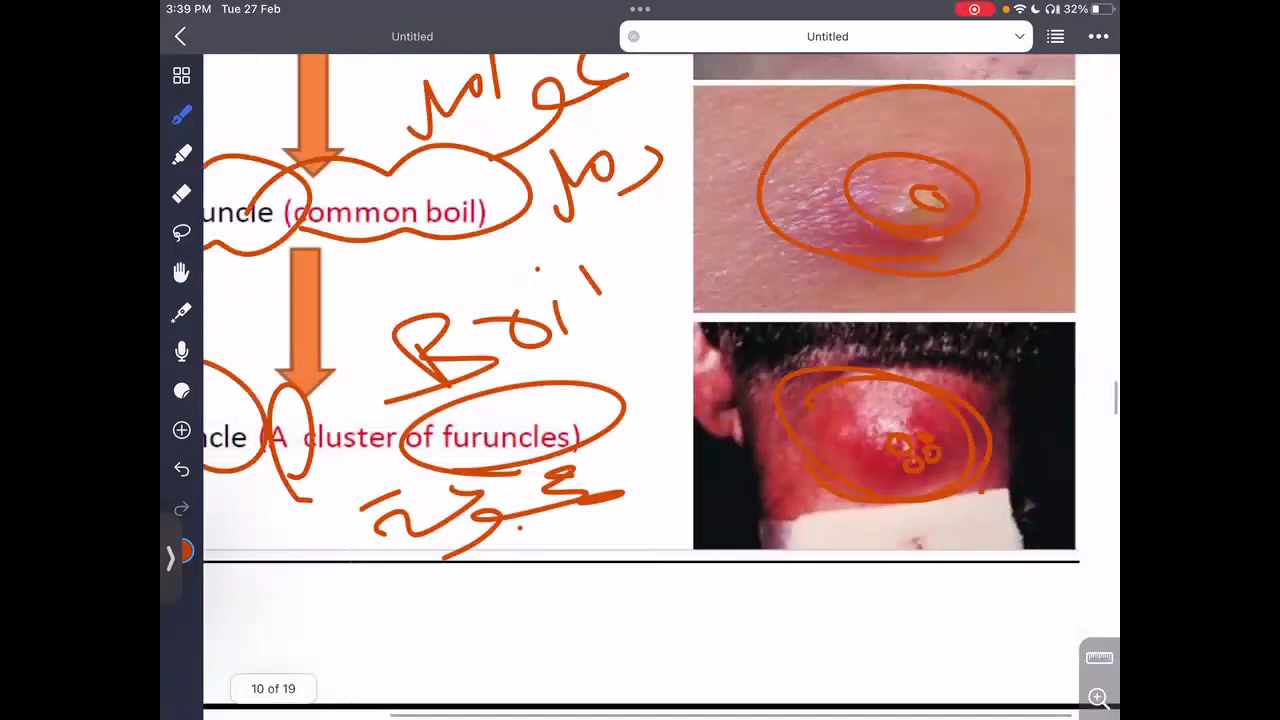 3:39 PM Tue 27 Feb
32%
Untitled
Untitled
uncle (common boil)
Boil
ncle (A cluster of furuncles)
10 of 19